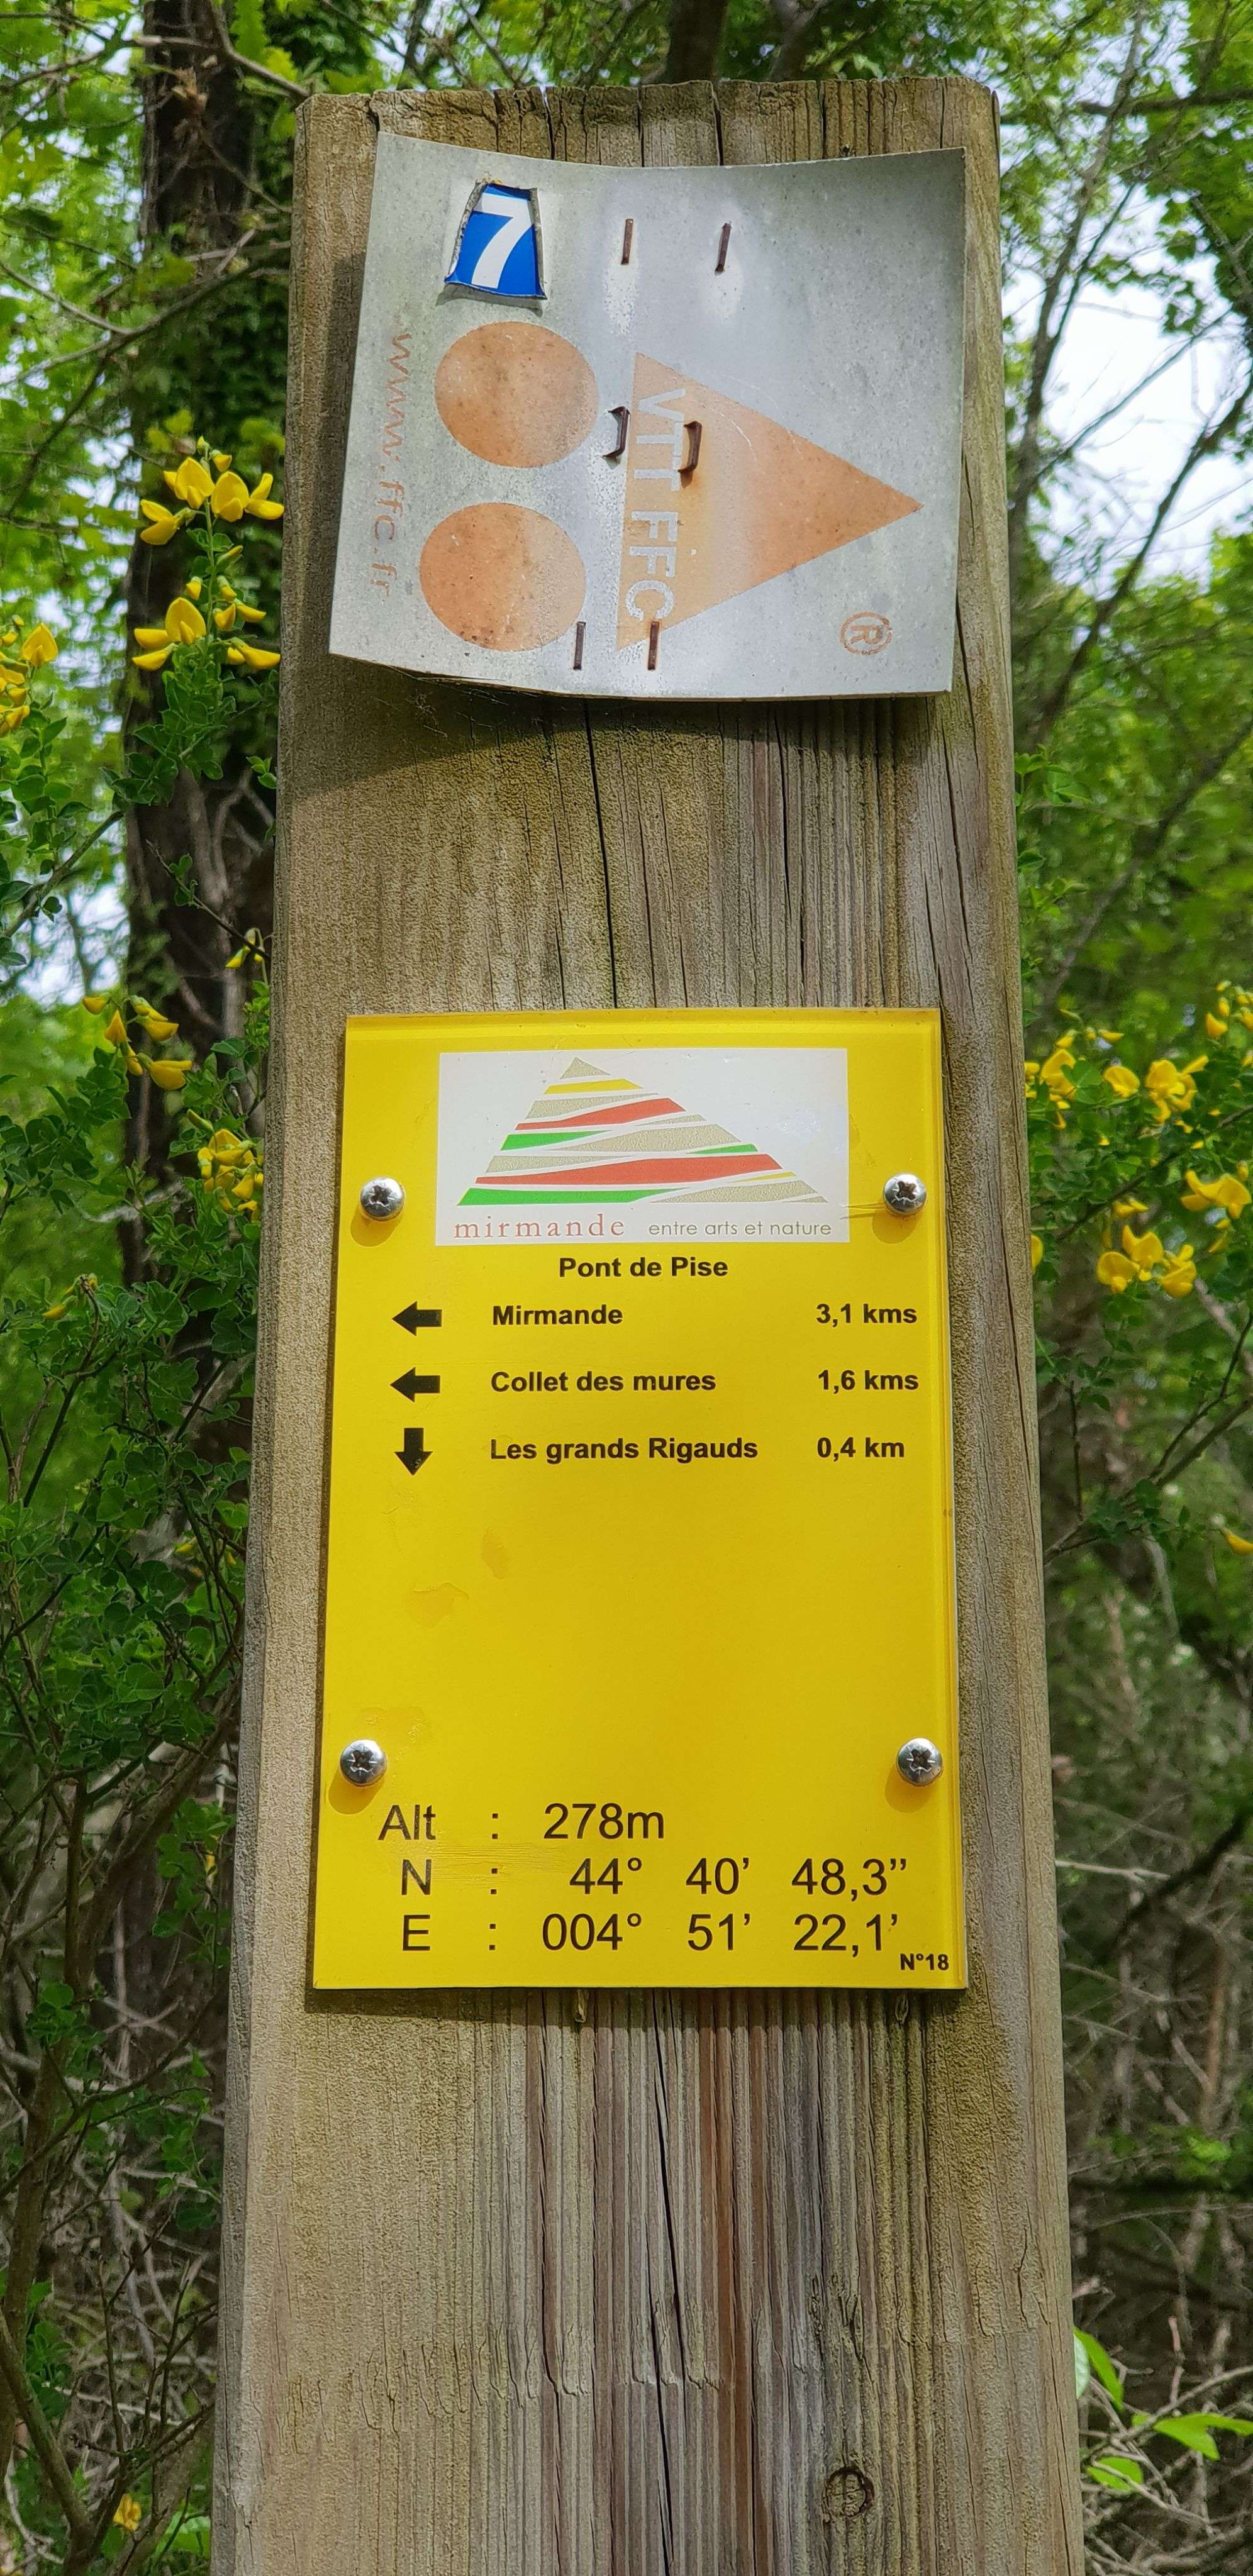 7
www.ffc.fr
VTT FFC
®
mirmande entre arts et nature
Pont de Pise
Mirmande 3,1 kms
Collet des mures 1,6 kms
Les grands Rigauds 0,4 km
Alt : 278m
N : 44° 40’ 48,3’’
E : 004° 51’ 22,1’
N°18